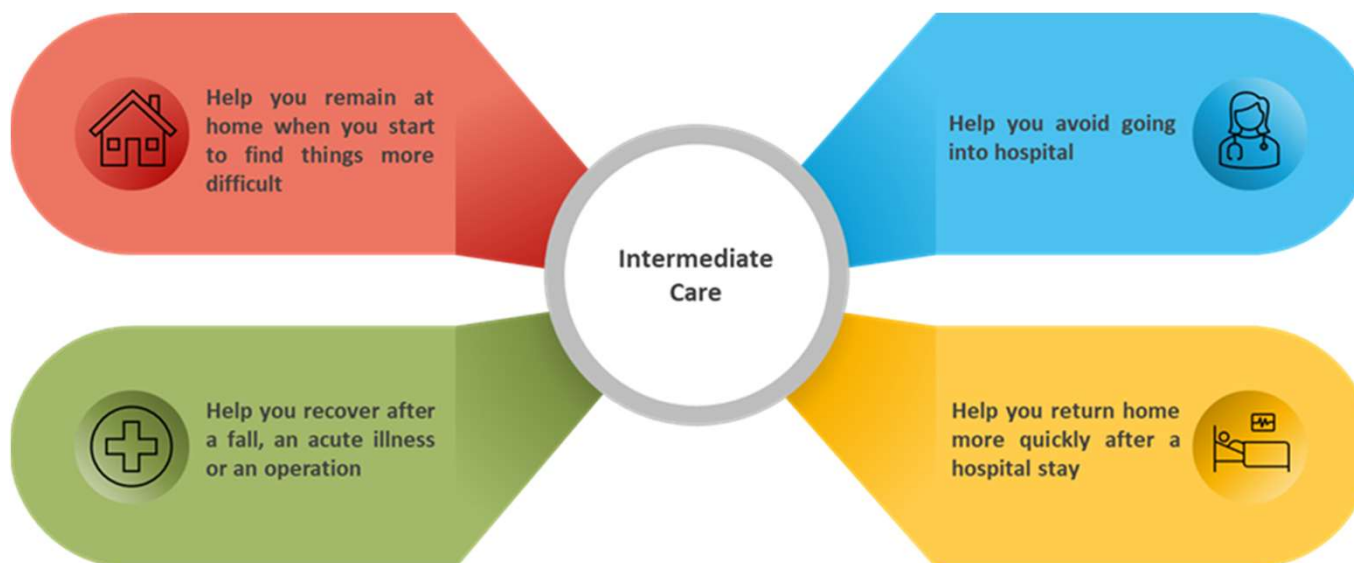 Help you remain at
home when you start
to find things more
difficult
Help you avoid going
into hospital
Intermediate
Care
Help you recover after
a fall, an acute illness
or an operation
Help you return home
more quickly after a
hospital stay